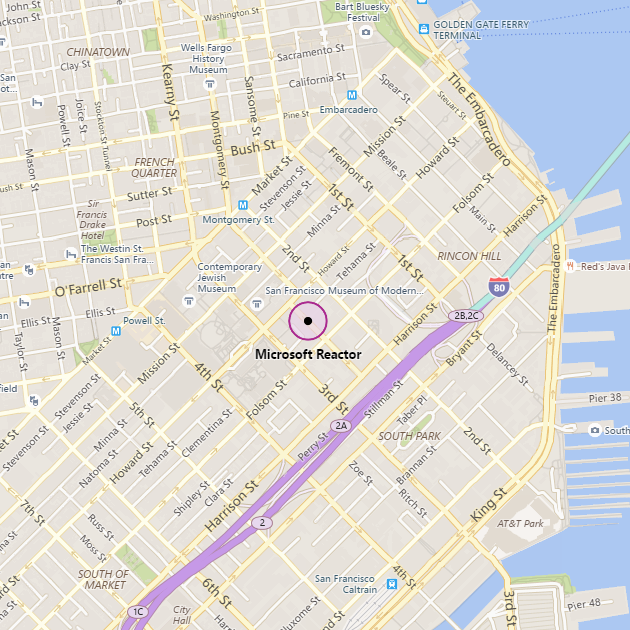 John St
Jackson St
CHINATOWN
Clay St
Washington St
Bart Bluesky
Festival
GOLDEN GATE FERRY
TERMINAL
Wells Fargo
History
Museum
Sacramento St
California St
Kearny St
Sansome St
Montgomery St
Embarcadero
Spear St
Steuart St
The Embarcadero
Pine St
Powell St
Joice St
Stockton St Tunnel
Mason St
Bush St
Bush St
Mission St
Howard St
Beale St
Fremont St
Folsom St
Main St
Harrison St
FRENCH
QUARTER
Sutter St
Post St
Market St
Stevenson St
Jessie St
Minna St
1st St
Sir
Francis
Drake
Hotel
Montgomery St.
2nd St
Howard St
Tehama St
1st St
RINCON HILL
The Westin St.
Francis San Fra...
O'Farrell St
Contemporary
Jewish
Museum
San Francisco Museum of Modern...
80
The Embarcadero
Red's Java
Ellis St
Ellis St
Powell St.
Mason St
Taylor St
Market St
Microsoft Reactor
Harrison St
2B,2C
Bryant St
Delancey St
Mission St
4th St
Folsom St
3rd St
Stillman St
Taber Pl
Pier 38
Stevenson St
Jessie St
5th St
Clementina St
2A
Perry St
SOUTH PARK
2nd St
South
Stevenson St
Minna St
Natoma St
Howard St
Tehama St
Zoe St
Brannan St
Ritch St
Shipley St
Clara St
Harrison St
King St
7th St
Russ St
Moss St
2
AT&T Park
SOUTH OF
MARKET
6th St
San Francisco
Caltrain
4th St
3rd St
Pier 48
1C
City
Hall